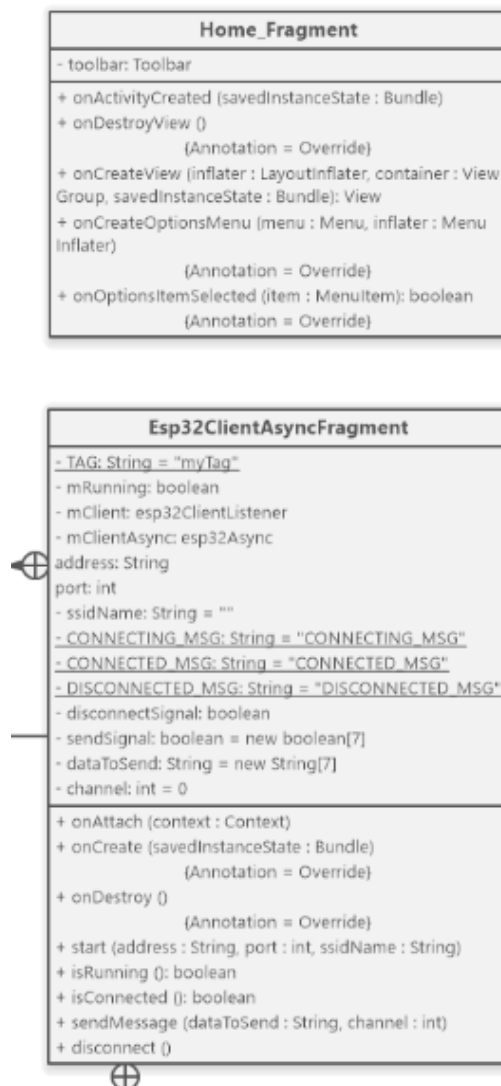 Home_Fragment
- toolbar: Toolbar
+ onActivityCreated (savedInstanceState : Bundle)
+ onDestroyView ()
{Annotation = Override}
+ onCreateView (inflater : LayoutInflater, container : View
Group, savedInstanceState : Bundle): View
+ onCreateOptionsMenu (menu : Menu, inflater : Menu
Inflater)
{Annotation = Override}
+ onOptionsItemSelected (item : MenuItem): boolean
{Annotation = Override}
Esp32ClientAsyncFragment
- TAG: String = "myTag"
- mRunning: boolean
- mClient: esp32ClientListener
- mClientAsync: esp32Async
address: String
port: int
- ssidName: String = ""
- CONNECTING_MSG: String = "CONNECTING_MSG"
- CONNECTED_MSG: String = "CONNECTED_MSG"
- DISCONNECTED_MSG: String = "DISCONNECTED_MSG"
- disconnectSignal: boolean
- sendSignal: boolean = new boolean[7]
- dataToSend: String = new String[7]
- channel: int = 0
+ onAttach (context : Context)
+ onCreate (savedInstanceState : Bundle)
{Annotation = Override}
+ onDestroy ()
{Annotation = Override}
+ start (address : String, port : int, ssidName : String)
+ isRunning (): boolean
+ isConnected (): boolean
+ sendMessage (dataToSend : String, channel : int)
+ disconnect ()